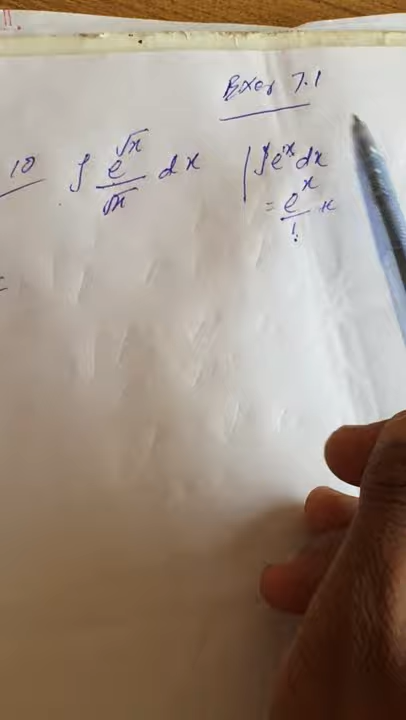 Exer 7.1
10 ∫ e^√x / √x dx | ∫ e^x dx
= = e^x / 1